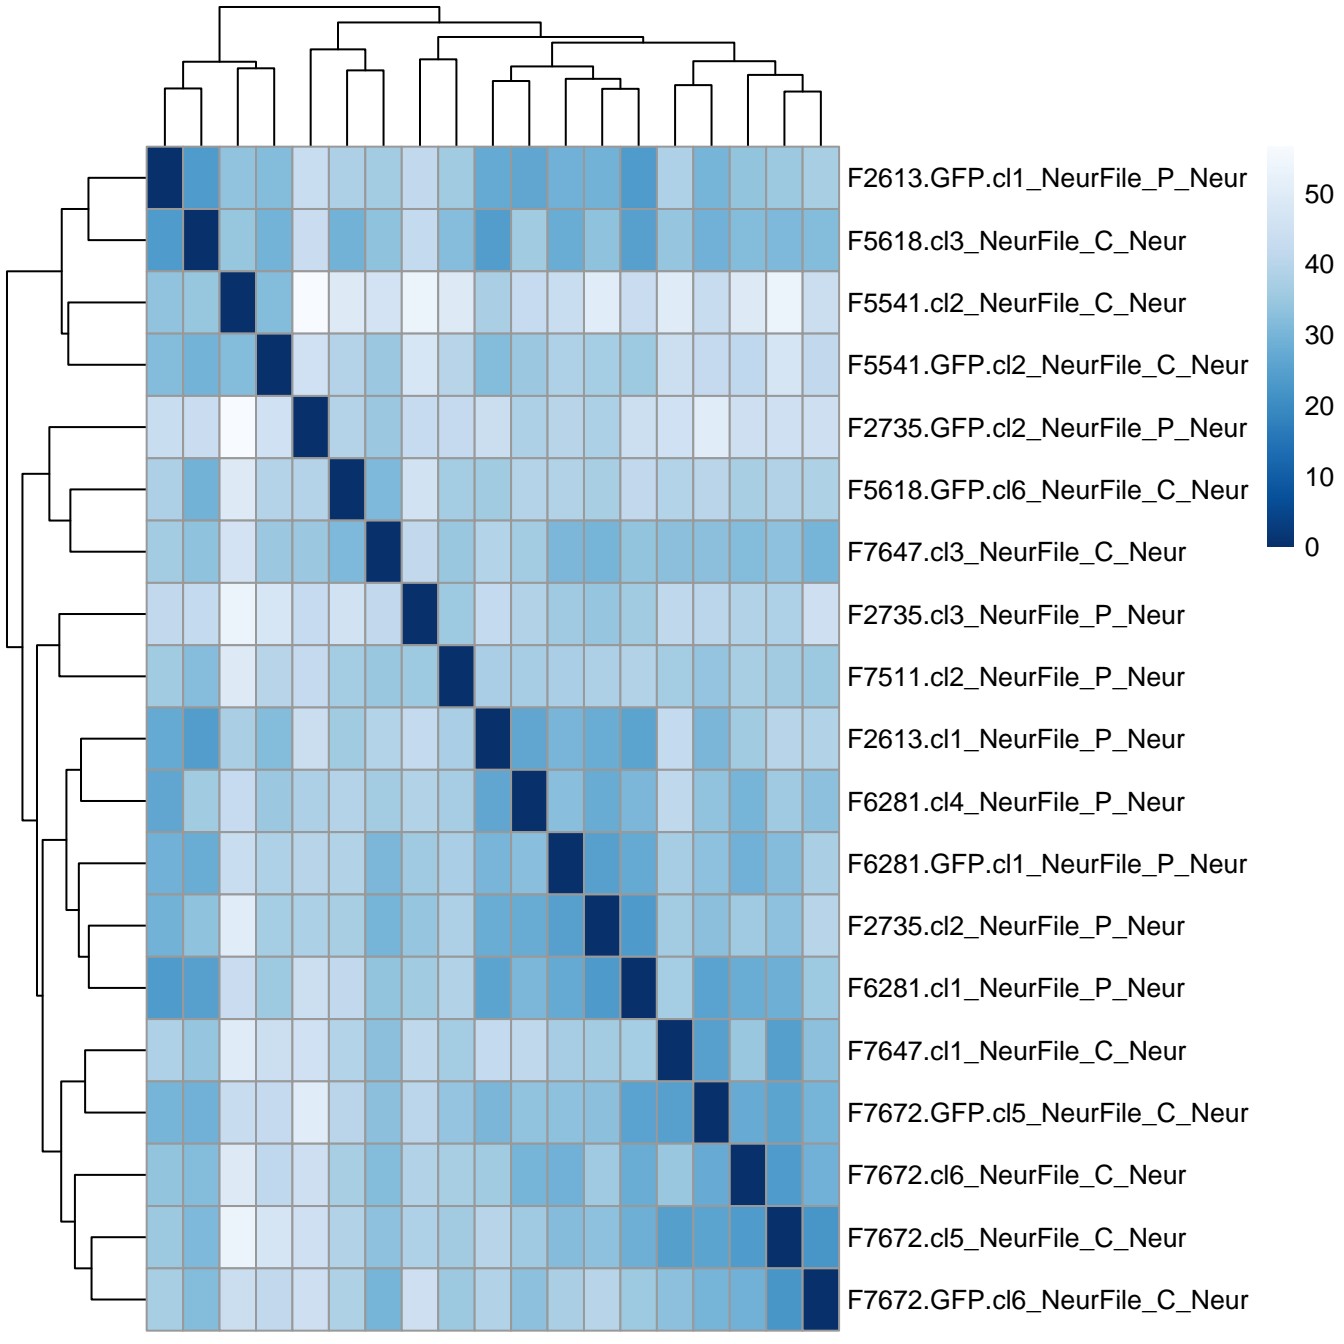 F2613.GFP.cl1_NeurFile_P_Neur
F5618.cl3_NeurFile_C_Neur
F5541.cl2_NeurFile_C_Neur
F5541.GFP.cl2_NeurFile_C_Neur
F2735.GFP.cl2_NeurFile_P_Neur
F5618.GFP.cl6_NeurFile_C_Neur
F7647.cl3_NeurFile_C_Neur
F2735.cl3_NeurFile_P_Neur
F7511.cl2_NeurFile_P_Neur
F2613.cl1_NeurFile_P_Neur
F6281.cl4_NeurFile_P_Neur
F6281.GFP.cl1_NeurFile_P_Neur
F2735.cl2_NeurFile_P_Neur
F6281.cl1_NeurFile_P_Neur
F7647.cl1_NeurFile_C_Neur
F7672.GFP.cl5_NeurFile_C_Neur
F7672.cl6_NeurFile_C_Neur
F7672.cl5_NeurFile_C_Neur
F7672.GFP.cl6_NeurFile_C_Neur
50
40
30
20
10
0